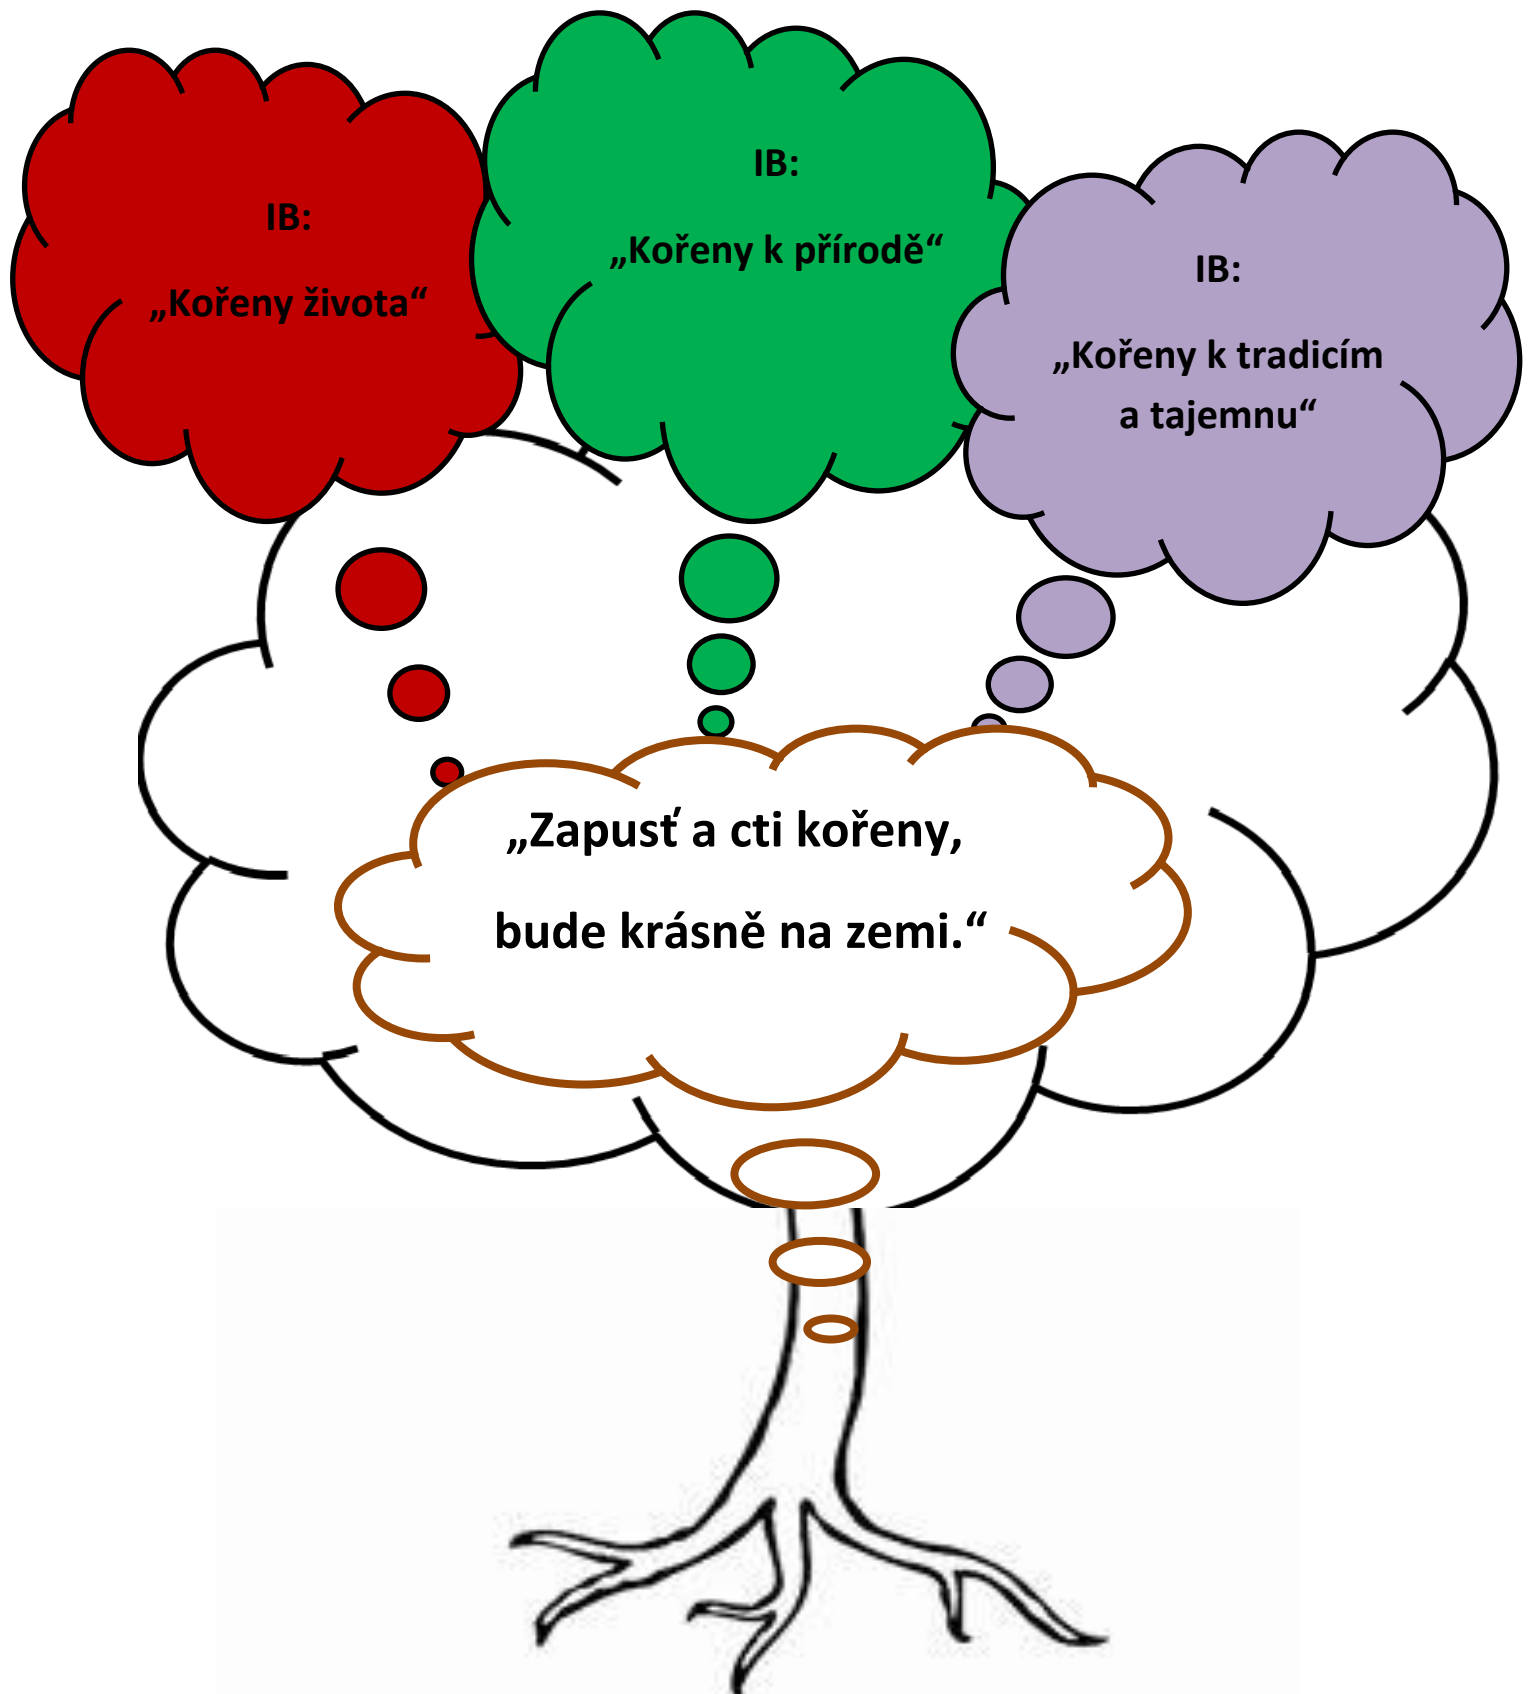 IB:
„Kořeny života“
IB:
„Kořeny k přírodě“
IB:
„Kořeny k tradicím
a tajemnu“
„Zapusť a cti kořeny,
bude krásně na zemi.“